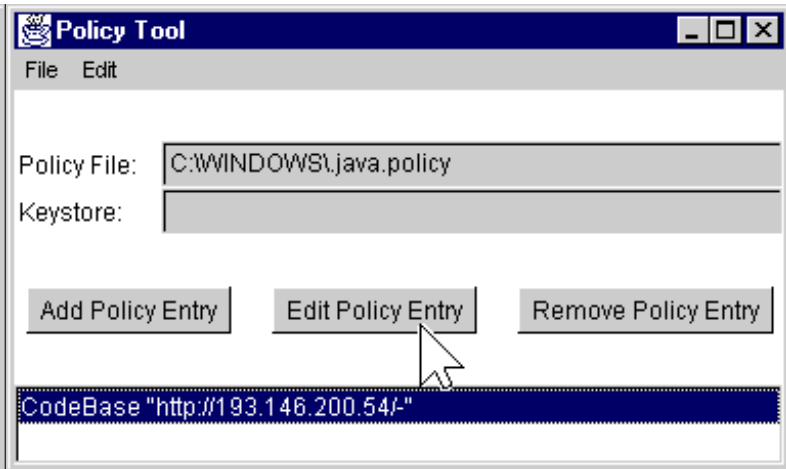 Policy Tool
File Edit
Policy File: C:\WINDOWS\.java.policy
Keystore:
Add Policy Entry Edit Policy Entry Remove Policy Entry
CodeBase "http://193.146.200.54/-"